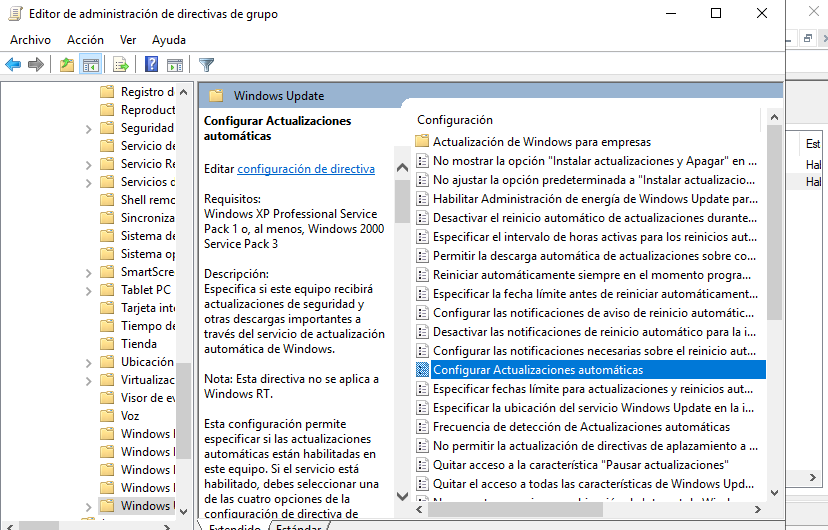 Editor de administración de directivas de grupo
Archivo Acción Ver Ayuda
Registro d
Reproduct
Seguridad
Servicio de
Servicio Re
Servicios d
Shell remo
Sincroniza
Sistema de
Sistema op
SmartScre
Tablet PC
Tarjeta inte
Tiempo de
Tienda
Ubicación
Virtualizac
Visor de ev
Voz
Windows
Windows
Windows
Windows
Windows U
Windows Update
Configurar Actualizaciones
automáticas
Editar configuración de directiva
Requisitos:
Windows XP Professional Service
Pack 1 o, al menos, Windows 2000
Service Pack 3
Descripción:
Especifica si este equipo recibirá
actualizaciones de seguridad y
otras descargas importantes a
través del servicio de actualización
automática de Windows.
Nota: Esta directiva no se aplica a
Windows RT.
Esta configuración permite
especificar si las actualizaciones
automáticas están habilitadas en
este equipo. Si el servicio está
habilitado, debes seleccionar una
de las cuatro opciones de la
configuración de directiva de
Configuración
Actualización de Windows para empresas
No mostrar la opción "Instalar actualizaciones y Apagar" en ...
No ajustar la opción predeterminada a "Instalar actualizacio...
Habilitar Administración de energía de Windows Update par...
Desactivar el reinicio automático de actualizaciones durante...
Especificar el intervalo de horas activas para los reinicios aut...
Permitir la descarga automática de actualizaciones sobre co...
Reiniciar automáticamente siempre en el momento progra...
Especificar la fecha límite antes de reiniciar automáticament...
Configurar las notificaciones de aviso de reinicio automátic...
Desactivar las notificaciones de reinicio automático para la i...
Configurar las notificaciones necesarias sobre el reinicio aut...
Configurar Actualizaciones automáticas
Especificar fechas límite para actualizaciones y reinicios aut...
Especificar la ubicación del servicio Windows Update en la i...
Frecuencia de detección de Actualizaciones automáticas
No permitir la actualización de directivas de aplazamiento a ...
Quitar acceso a la característica "Pausar actualizaciones"
Quitar el acceso a todas las características de Windows Upd...
Extendido Estándar
Est
Hal
Hal